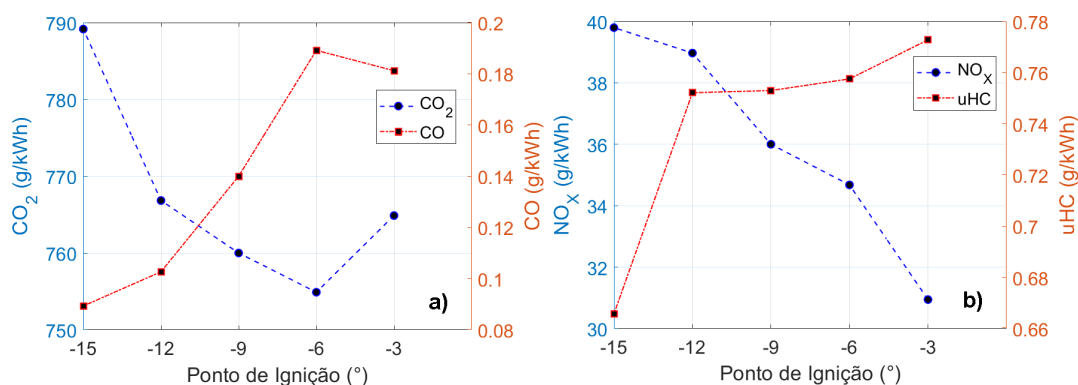 790
780
770
760
750
CO2 (g/kWh)
0.2
0.18
0.16
0.14
0.12
0.1
0.08
CO (g/kWh)
CO2
CO
a)
-15 -12 -9 -6 -3
Ponto de Ignição (°)
40
38
36
34
32
30
NOX (g/kWh)
0.78
0.76
0.74
0.72
0.7
0.68
0.66
uHC (g/kWh)
NOX
uHC
b)
-15 -12 -9 -6 -3
Ponto de Ignição (°)